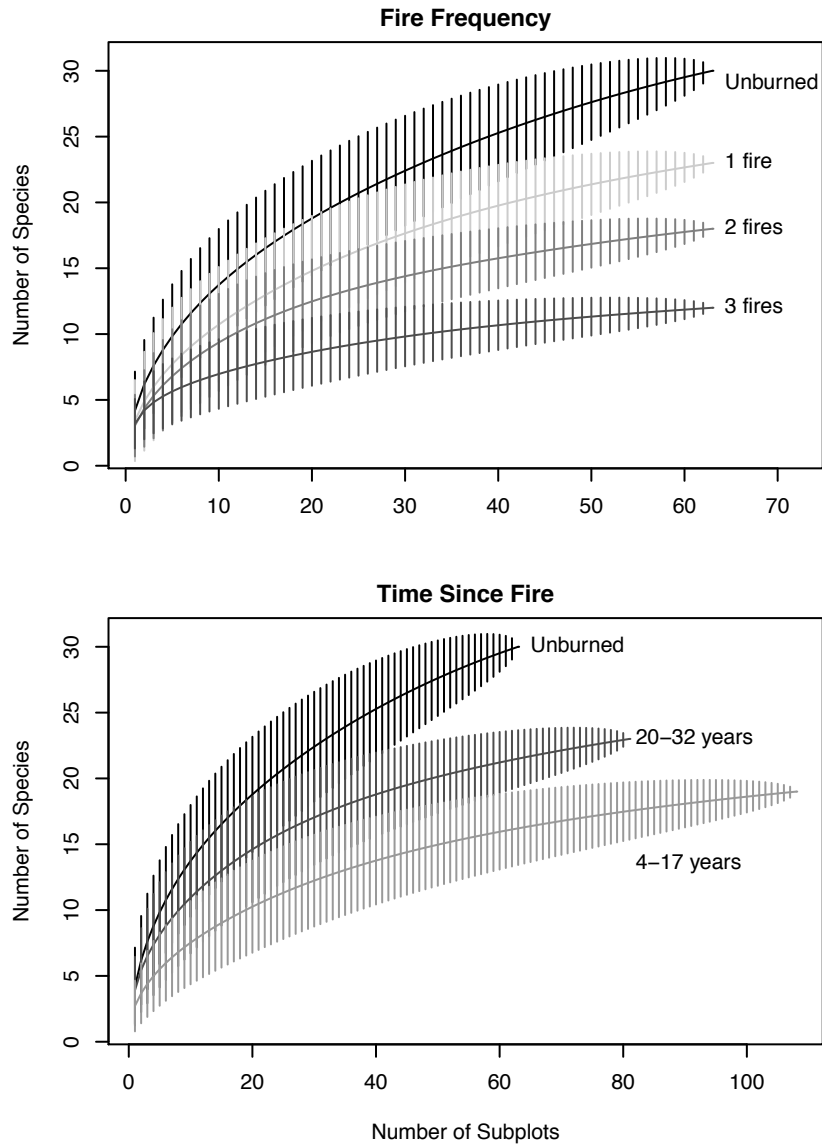 Fire Frequency
Number of Species
30
25
20
15
10
5
0
Unburned
1 fire
2 fires
3 fires
0 10 20 30 40 50 60 70
Time Since Fire
Number of Species
30
25
20
15
10
5
0
Unburned
20–32 years
4–17 years
0 20 40 60 80 100
Number of Subplots